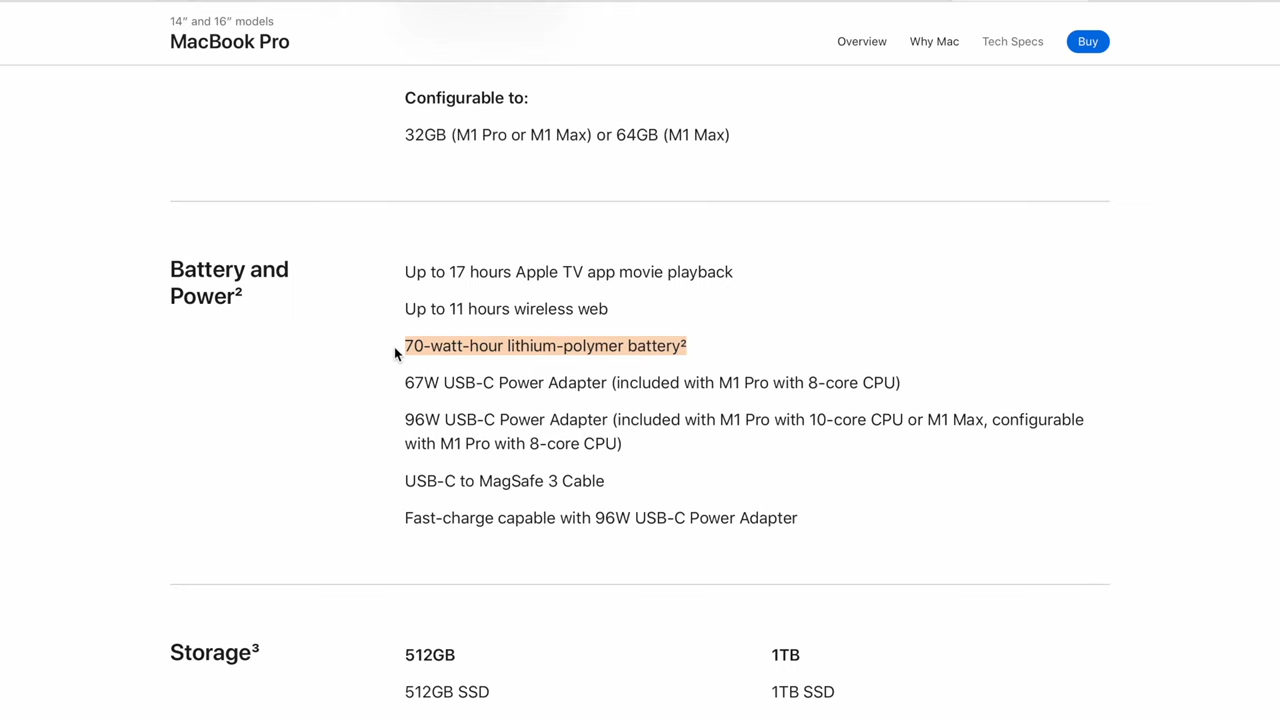 14” and 16” models
MacBook Pro
Overview
Why Mac
Tech Specs
Buy
Configurable to:
32GB (M1 Pro or M1 Max) or 64GB (M1 Max)
Battery and
Power²
Up to 17 hours Apple TV app movie playback
Up to 11 hours wireless web
70-watt-hour lithium-polymer battery²
67W USB-C Power Adapter (included with M1 Pro with 8-core CPU)
96W USB-C Power Adapter (included with M1 Pro with 10-core CPU or M1 Max, configurable
with M1 Pro with 8-core CPU)
USB-C to MagSafe 3 Cable
Fast-charge capable with 96W USB-C Power Adapter
Storage³
512GB
512GB SSD
1TB
1TB SSD